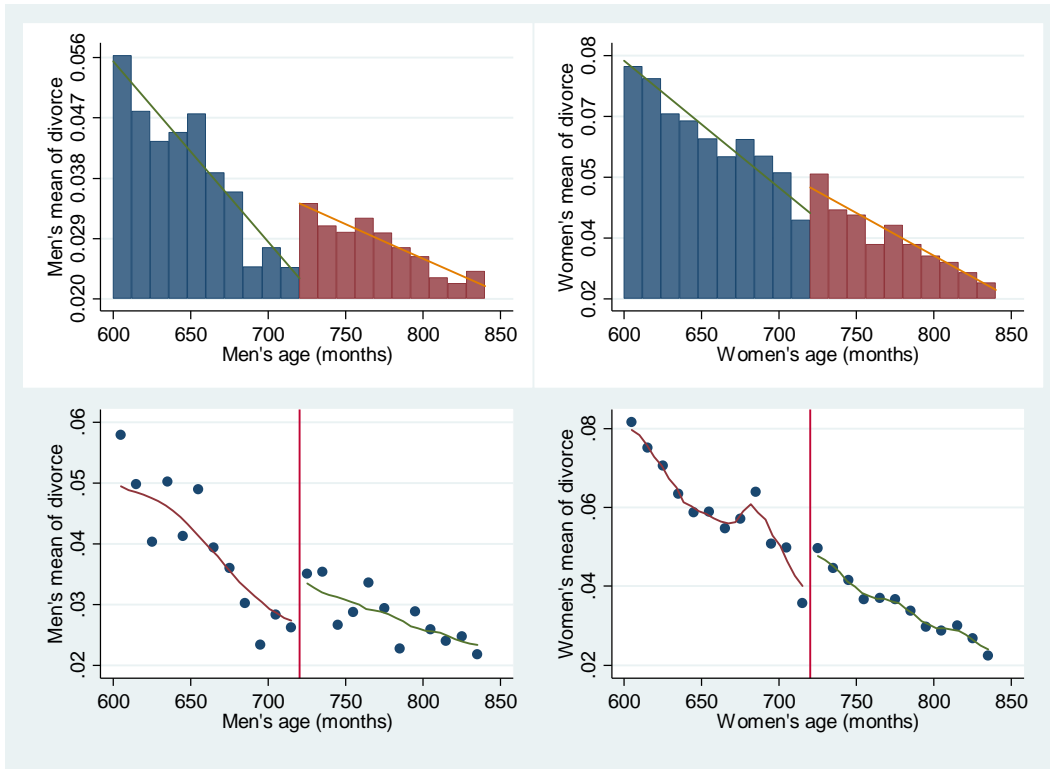 Men's mean of divorce
0.020 0.029 0.038 0.047 0.056
600 650 700 750 800 850
Men's age (months)
Women's mean of divorce
0.02 0.04 0.05 0.07 0.08
600 650 700 750 800 850
Women's age (months)
Men's mean of divorce
.02 .03 .04 .05 .06
600 650 700 750 800 850
Men's age (months)
Women's mean of divorce
.02 .04 .06 .08
600 650 700 750 800 850
Women's age (months)